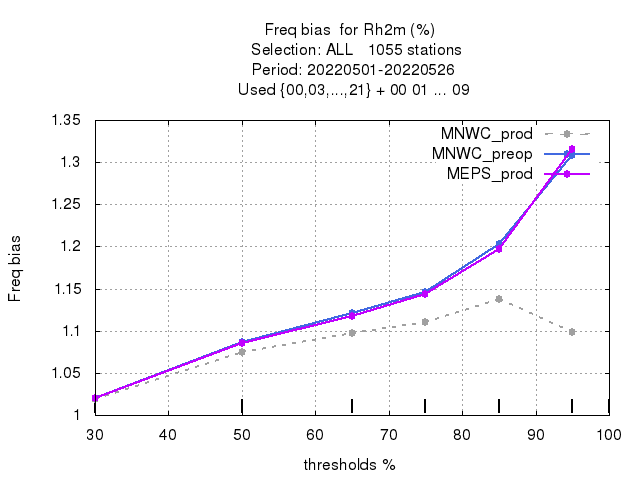 Freq bias  for Rh2m (%)
Selection: ALL   1055 stations
Period: 20220501-20220526
Used {00,03,...,21} + 00 01 ... 09
MNWC_prod
MNWC_preop
MEPS_prod
1.35
1.3
1.25
1.2
1.15
1.1
1.05
1
Freq bias
30 40 50 60 70 80 90 100
thresholds %